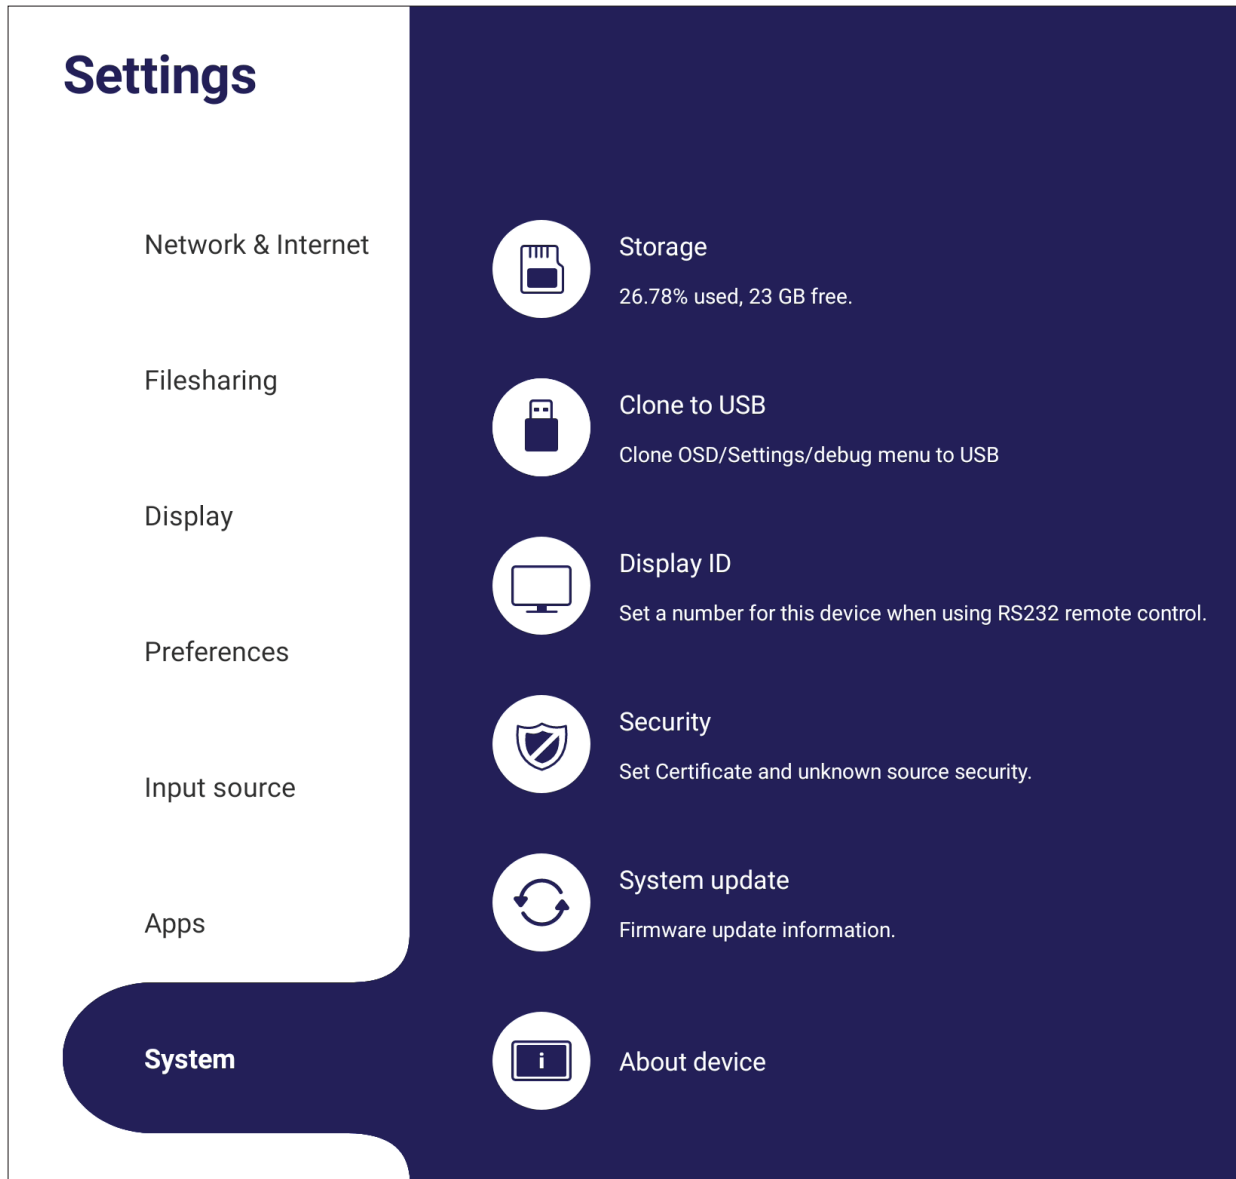 Settings
Network & Internet
Filesharing
Display
Preferences
Input source
Apps
System
Storage
26.78% used, 23 GB free.
Clone to USB
Clone OSD/Settings/debug menu to USB
Display ID
Set a number for this device when using RS232 remote control.
Security
Set Certificate and unknown source security.
System update
Firmware update information.
i
About device